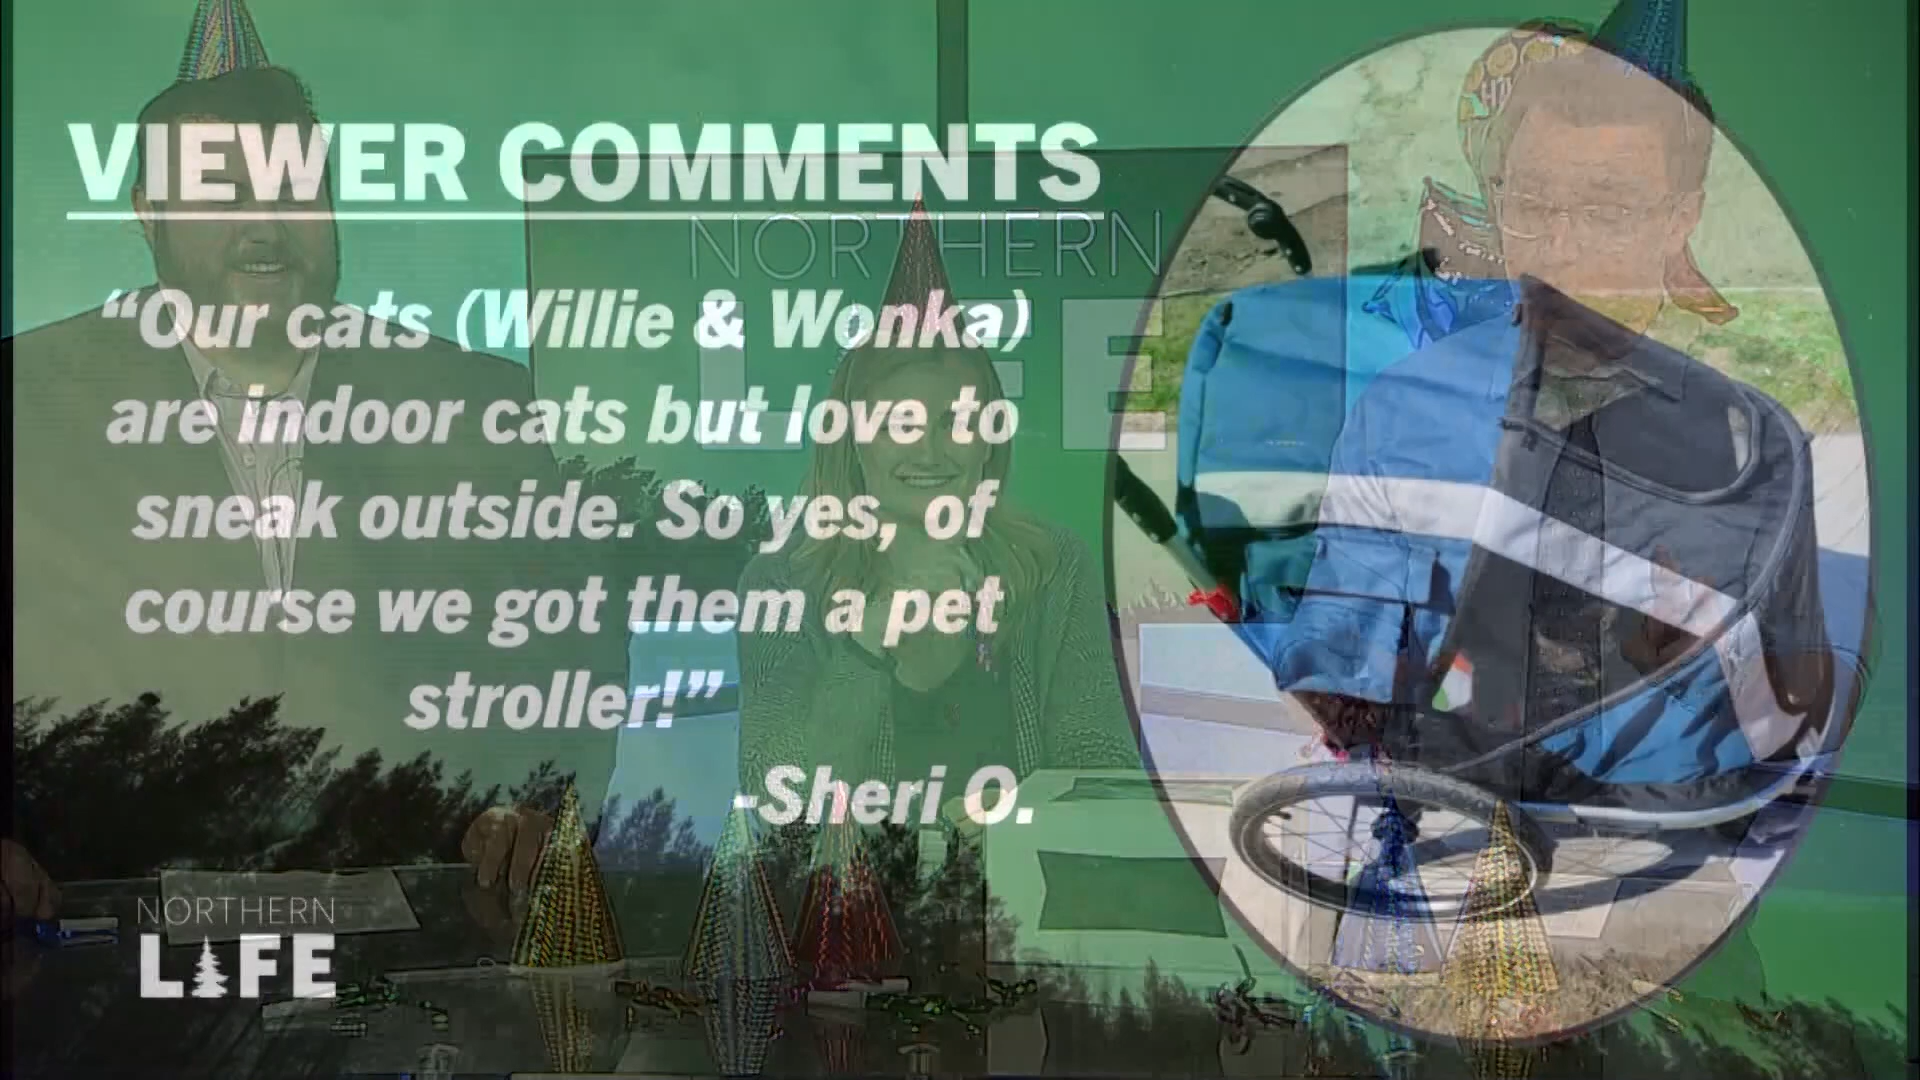 VIEWER COMMENTS
NORTHERN
LIFE
“Our cats (Willie & Wonka)
are indoor cats but love to
sneak outside. So yes, of
course we got them a pet
stroller!”
-Sheri O.
NORTHERN
LIFE